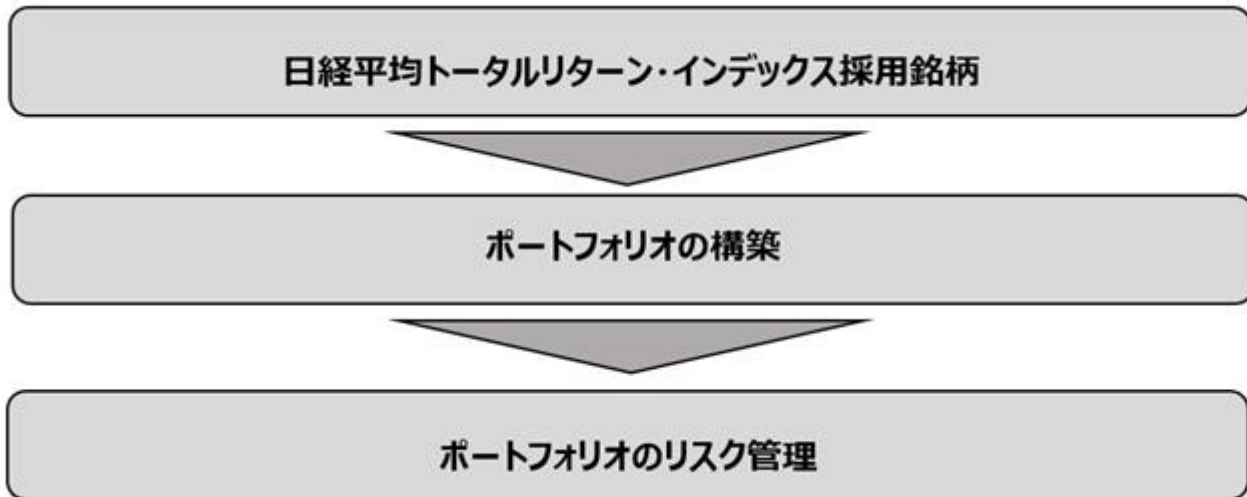 日経平均トータルリターン・インデックス採用銘柄
ポートフォリオの構築
ポートフォリオのリスク管理